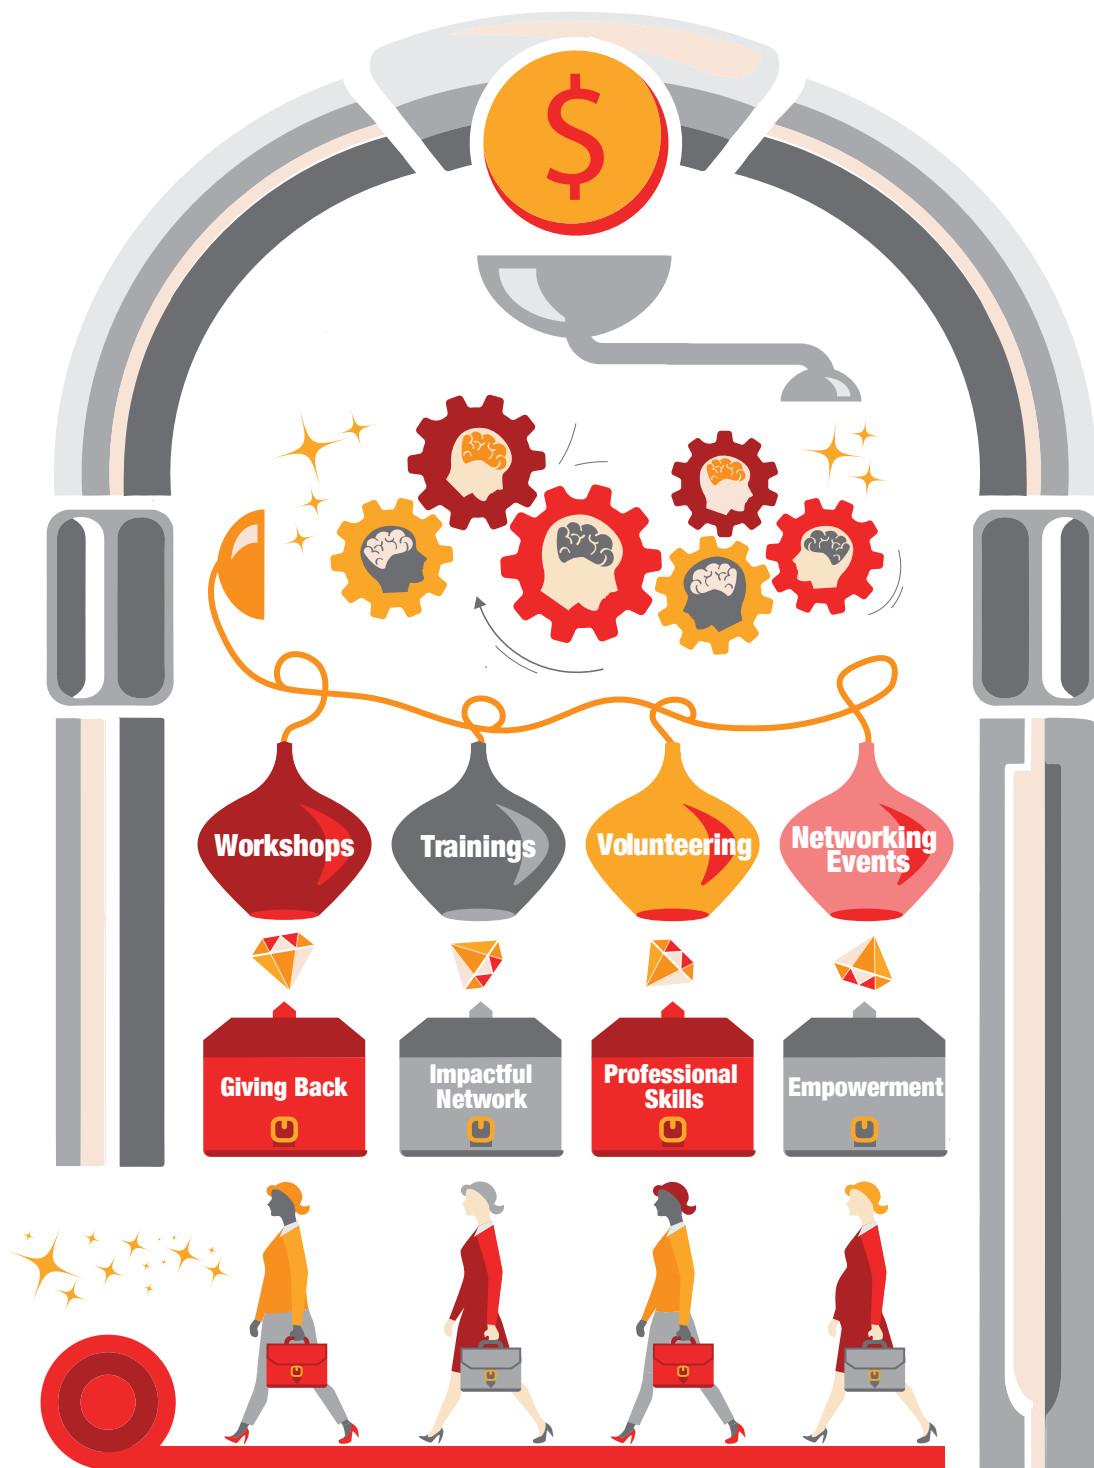 $
Workshops
Trainings
Volunteering
Networking
Events
Giving Back
Impactful
Network
Professional
Skills
Empowerment